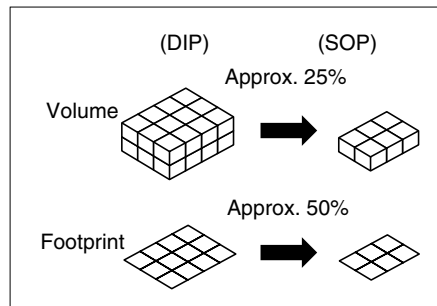 (DIP) (SOP)
Approx. 25%
Volume
Approx. 50%
Footprint